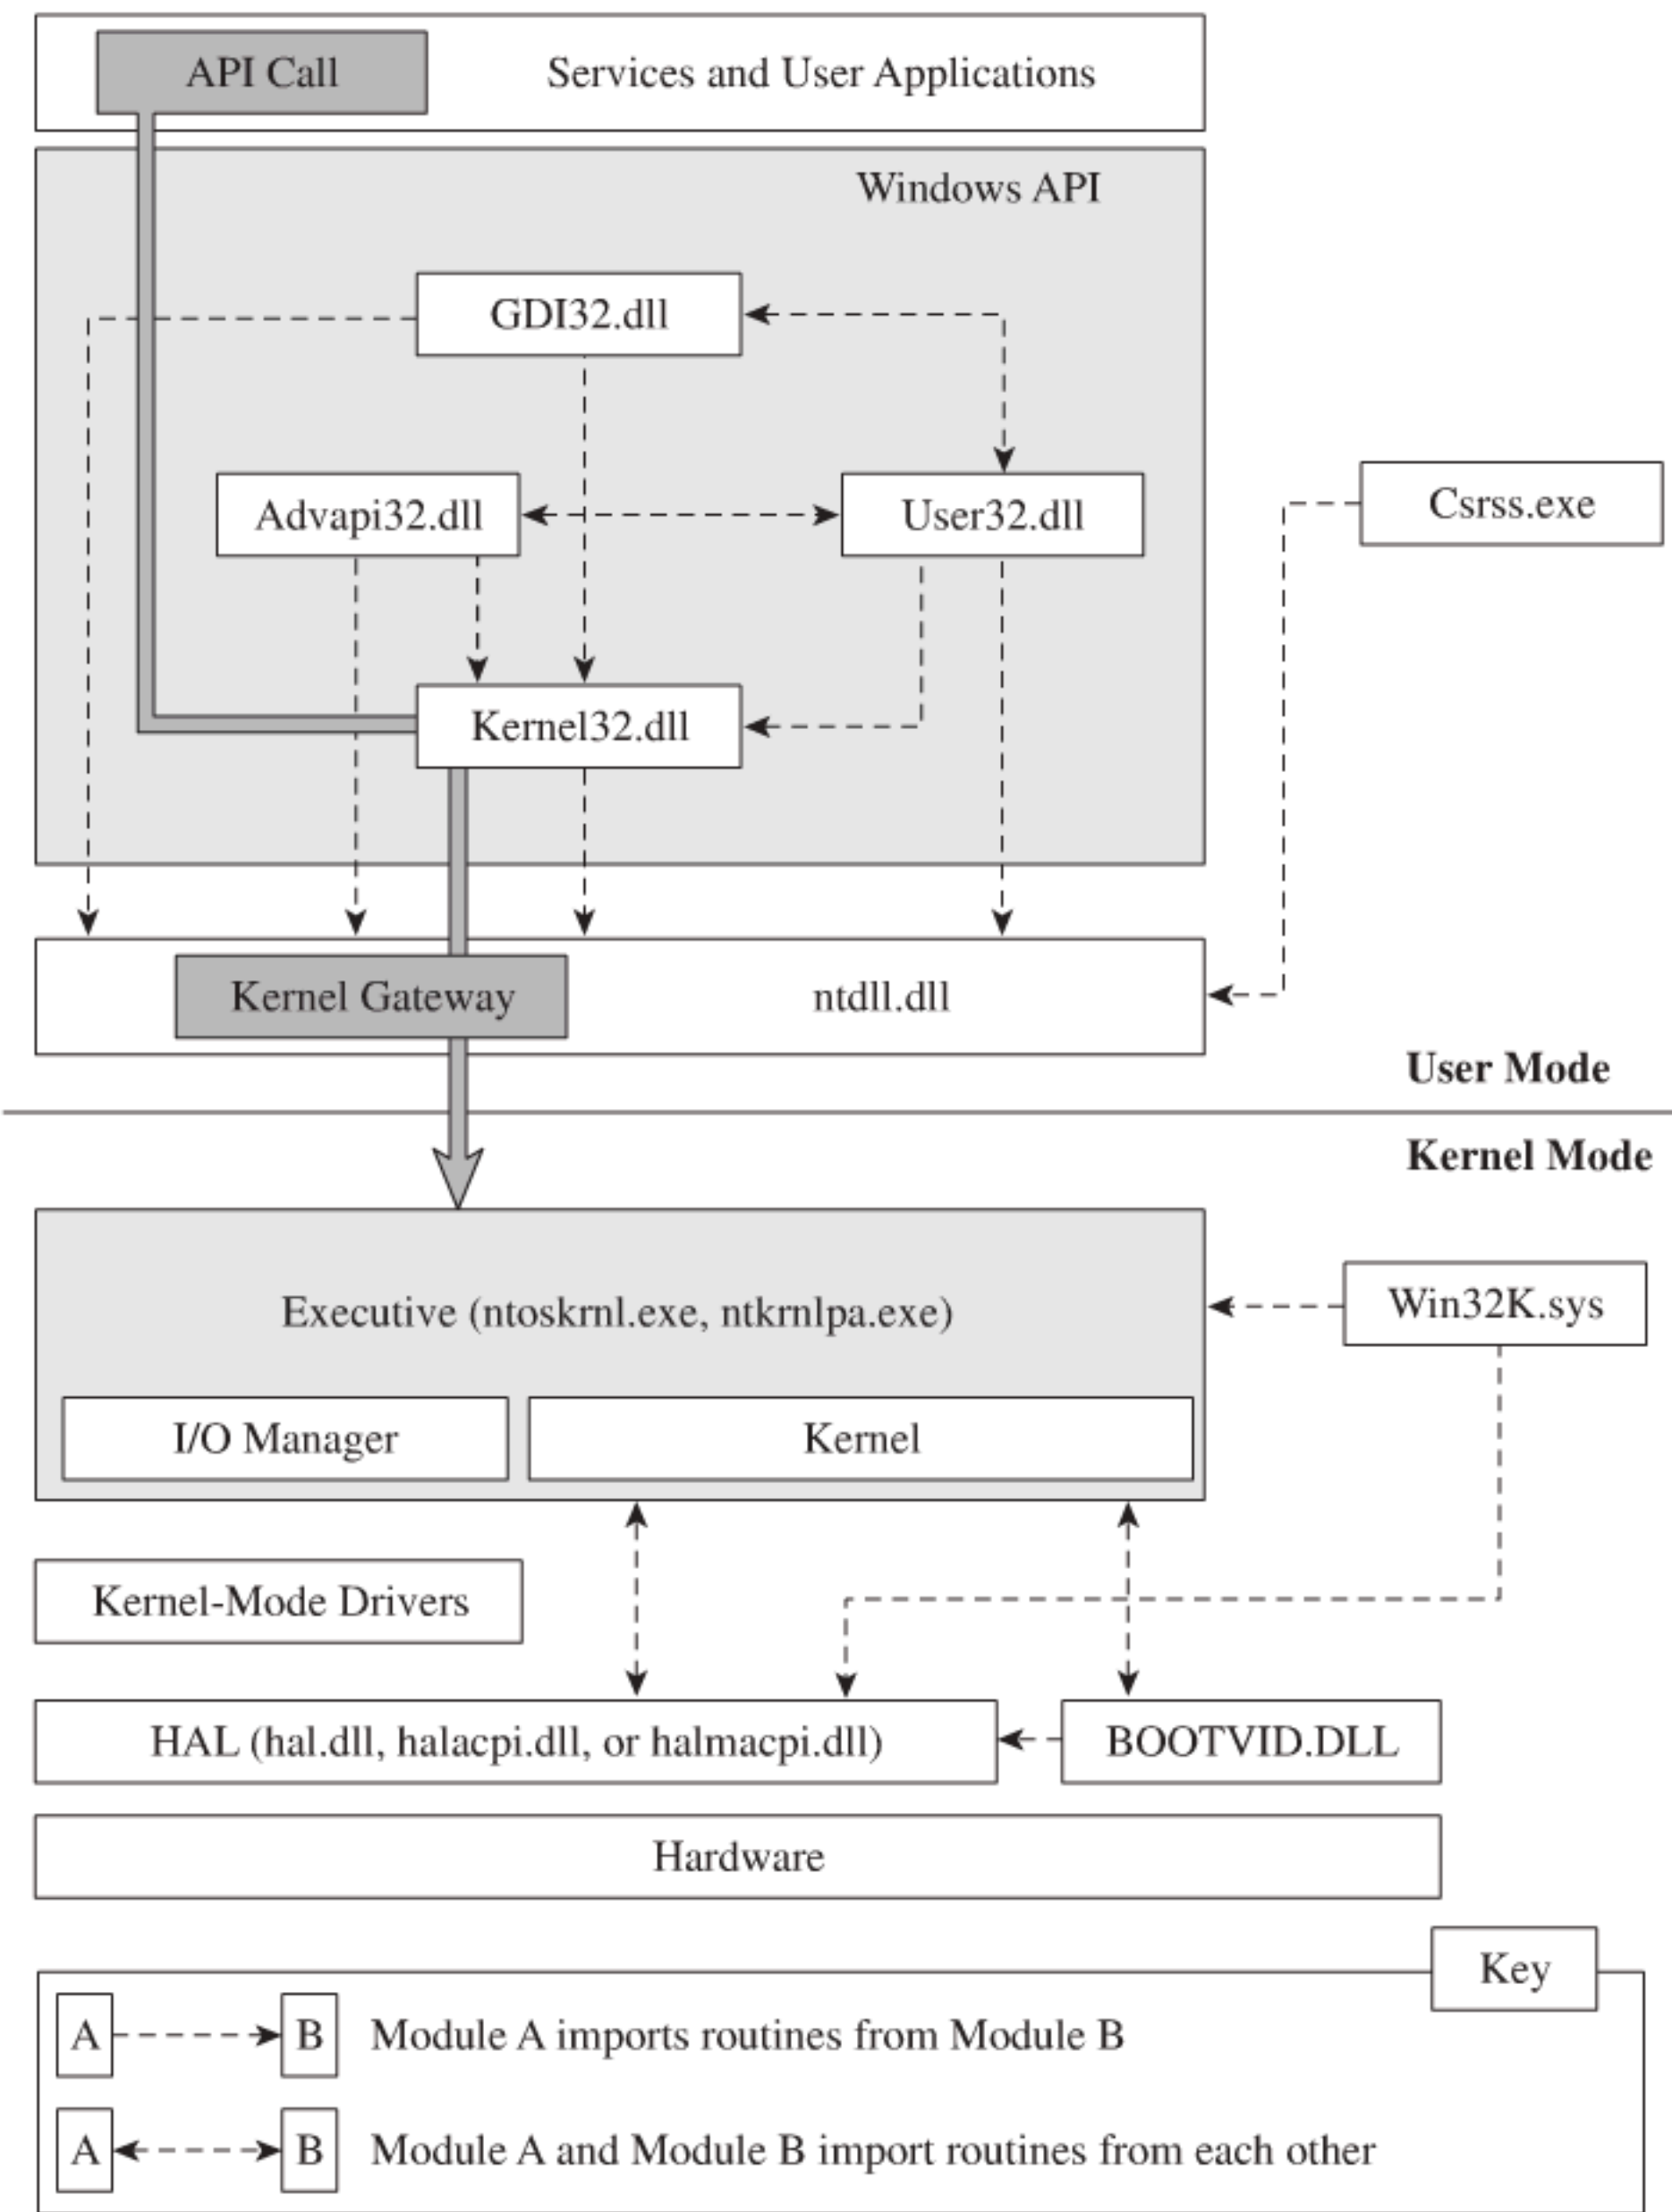 API Call
Services and User Applications
Windows API
GDI32.dll
Advapi32.dll
User32.dll
Csrss.exe
Kernel32.dll
Kernel Gateway
ntdll.dll
User Mode
Kernel Mode
Executive (ntoskrnl.exe, ntkrnlpa.exe)
Win32K.sys
I/O Manager
Kernel
Kernel-Mode Drivers
HAL (hal.dll, halacpi.dll, or halmacpi.dll)
BOOTVID.DLL
Hardware
Key
A B Module A imports routines from Module B
A B Module A and Module B import routines from each other